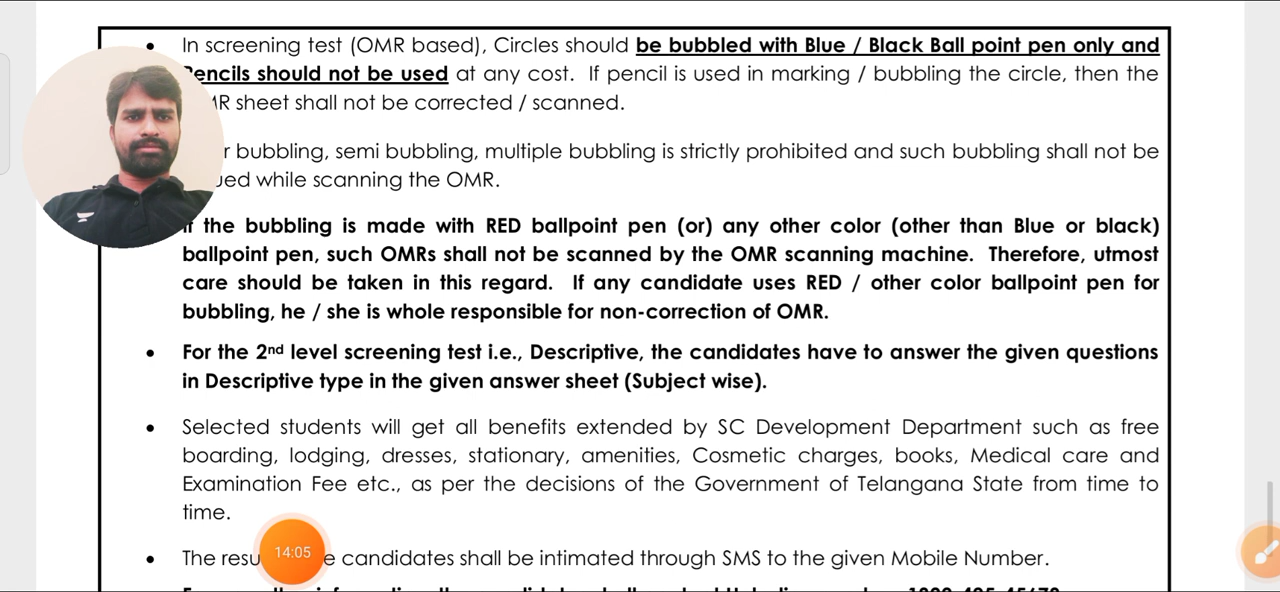 In screening test (OMR based), Circles should be bubbled with Blue / Black Ball point pen only and
Pencils should not be used at any cost. If pencil is used in marking / bubbling the circle, then the
MR sheet shall not be corrected / scanned.
r bubbling, semi bubbling, multiple bubbling is strictly prohibited and such bubbling shall not be
ued while scanning the OMR.
If the bubbling is made with RED ballpoint pen (or) any other color (other than Blue or black)
ballpoint pen, such OMRs shall not be scanned by the OMR scanning machine. Therefore, utmost
care should be taken in this regard. If any candidate uses RED / other color ballpoint pen for
bubbling, he / she is whole responsible for non-correction of OMR.
• For the 2nd level screening test i.e., Descriptive, the candidates have to answer the given questions
in Descriptive type in the given answer sheet (Subject wise).
• Selected students will get all benefits extended by SC Development Department such as free
boarding, lodging, dresses, stationary, amenities, Cosmetic charges, books, Medical care and
Examination Fee etc., as per the decisions of the Government of Telangana State from time to
time.
14:05
• The resu e candidates shall be intimated through SMS to the given Mobile Number.